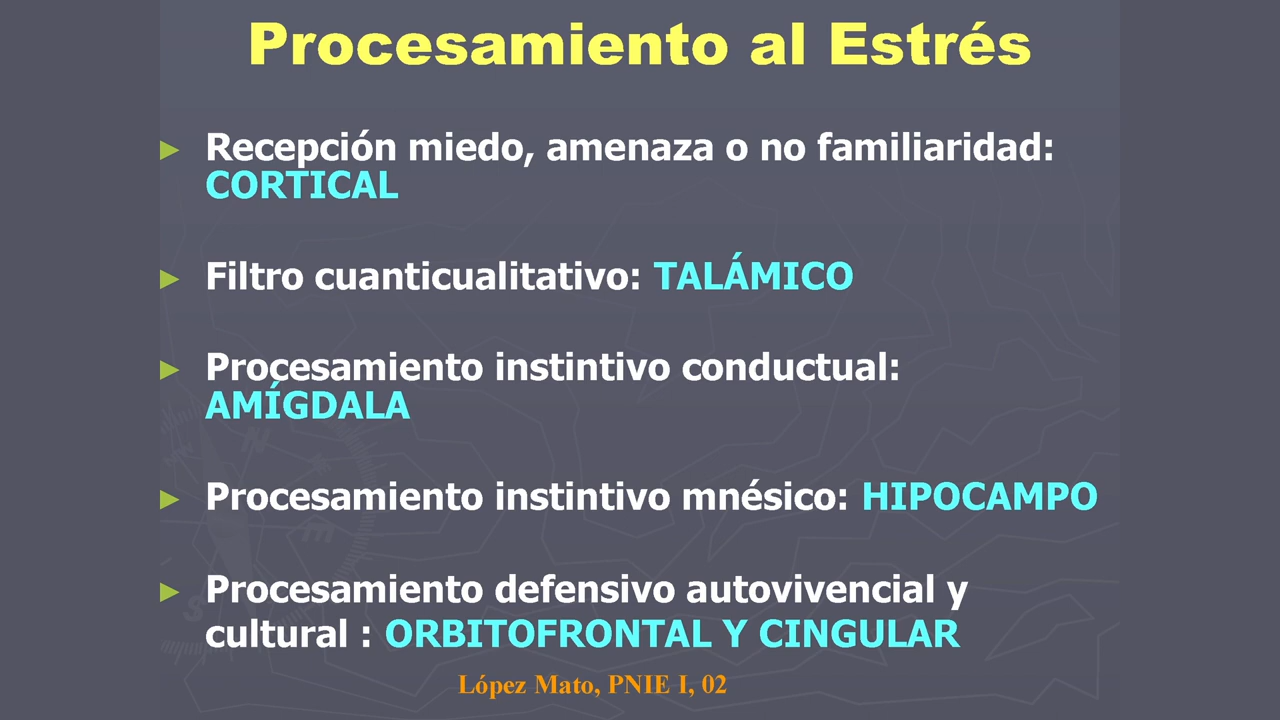 Procesamiento al Estrés
► Recepción miedo, amenaza o no familiaridad:
CORTICAL
► Filtro cuanticualitativo: TALÁMICO
► Procesamiento instintivo conductual:
AMÍGDALA
► Procesamiento instintivo mnésico: HIPOCAMPO
► Procesamiento defensivo autovivencial y
cultural : ORBITOFRONTAL Y CINGULAR
López Mato, PNIE I, 02
N
E
S